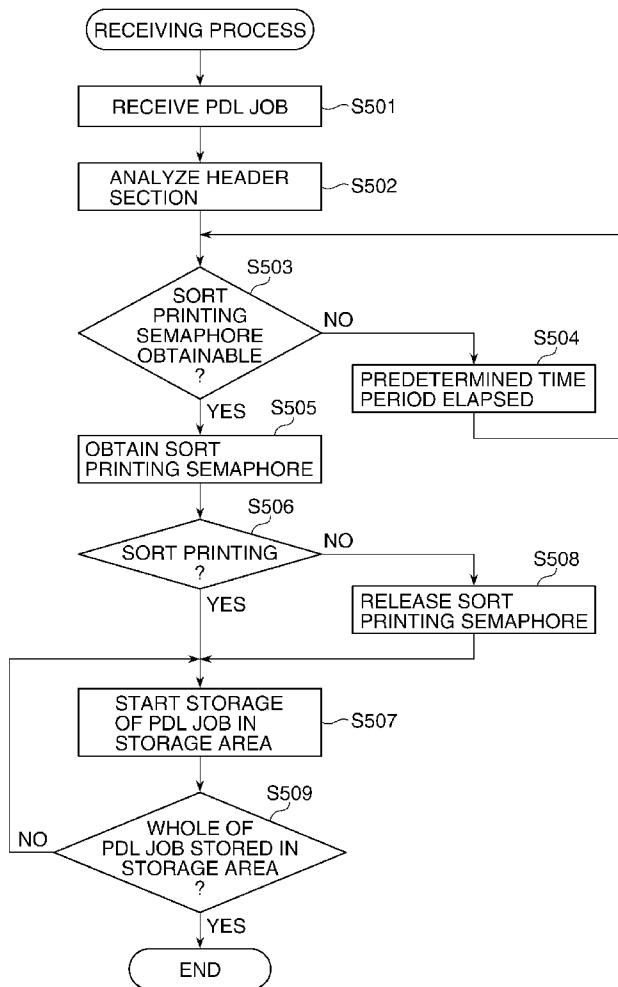 RECEIVING PROCESS
RECEIVE PDL JOB
S501
ANALYZE HEADER
SECTION
S502
S503
SORT
PRINTING
SEMAPHORE
OBTAINABLE
?
NO
YES
S504
PREDETERMINED TIME
PERIOD ELAPSED
S505
OBTAIN SORT
PRINTING SEMAPHORE
S506
SORT PRINTING
?
NO
YES
S508
RELEASE SORT
PRINTING SEMAPHORE
START STORAGE
OF PDL JOB IN
STORAGE AREA
S507
S509
WHOLE OF
PDL JOB STORED IN
STORAGE AREA
?
NO
YES
END